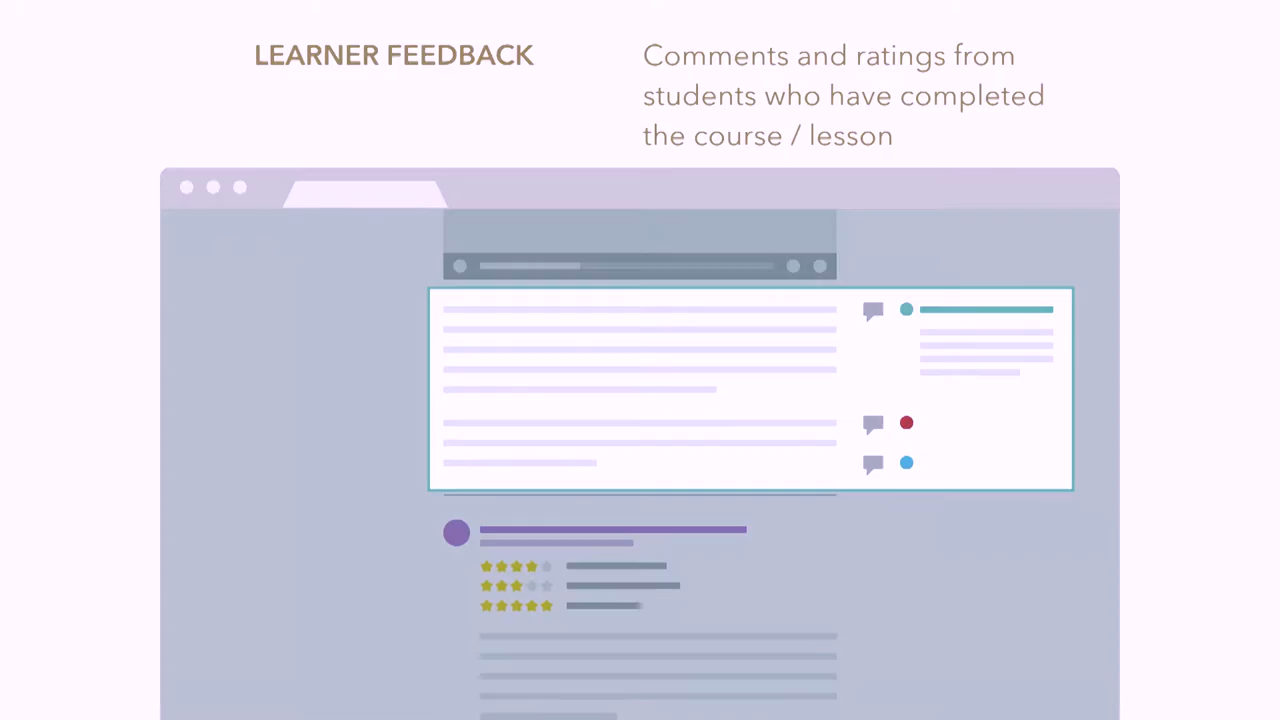 LEARNER FEEDBACK
Comments and ratings from
students who have completed
the course / lesson